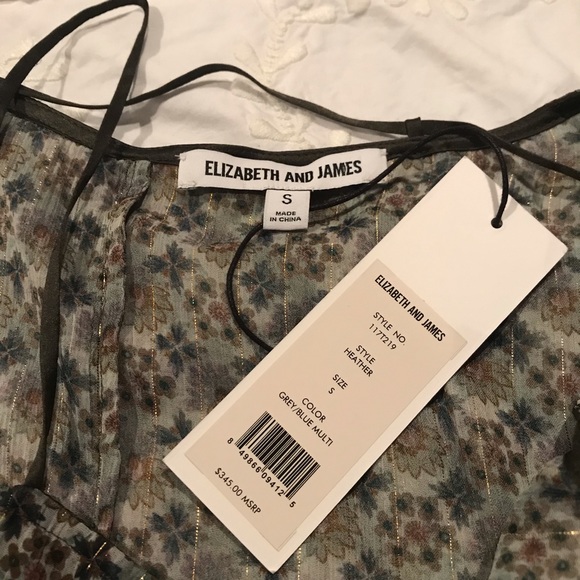 ELIZABETH AND JAMES
S
MADE
IN CHINA
ELIZABETH AND JAMES
STYLE NO.
117T219
STYLE
HEATHER
SIZE
S
COLOR
GREY/BLUE MULTI
8 49866 09412 5
$345.00 MSRP